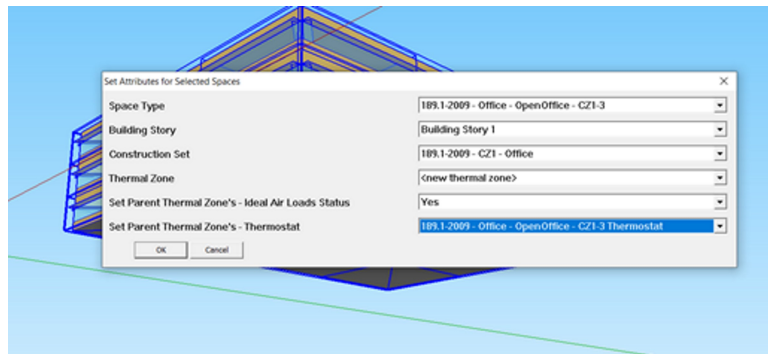 Set Attributes for Selected Spaces
Space Type 189.1-2009 - Office - OpenOffice - CZ1-3
Building Story Building Story 1
Construction Set 189.1-2009 - CZ1 - Office
Thermal Zone <new thermal zone>
Set Parent Thermal Zone's - Ideal Air Loads Status Yes
Set Parent Thermal Zone's - Thermostat 189.1-2009 - Office - OpenOffice - CZ1-3 Thermostat
OK Cancel